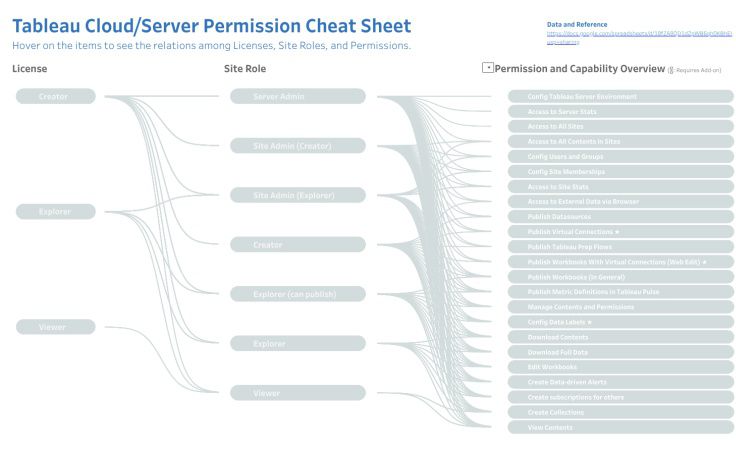 Tableau Cloud/Server Permission Cheat Sheet
Hover on the items to see the relations among Licenses, Site Roles, and Permissions.
Data and Reference
License
Creator
Explorer
Viewer
Site Role
Server Admin
Site Admin (Creator)
Site Admin (Explorer)
Creator
Explorer (can publish)
Explorer
Viewer
Permission and Capability Overview (★: Requires Add-on)
Config Tableau Server Environment
Access to Server Stats
Access to All Sites
Access to All Contents In Sites
Config Users and Groups
Config Site Memberships
Access to Site Stats
Access to External Data via Browser
Publish Datasources
Publish Virtual Connections ★
Publish Tableau Prep Flows
Publish Workbooks With Virtual Connections (Web Edit) ★
Publish Workbooks (In General)
Publish Metric Definitions in Tableau Pulse
Manage Contents and Permissions
Config Data Labels ★
Download Contents
Download Full Data
Edit Workbooks
Create Data-driven Alerts
Create subscriptions for others
Create Collections
View Contents